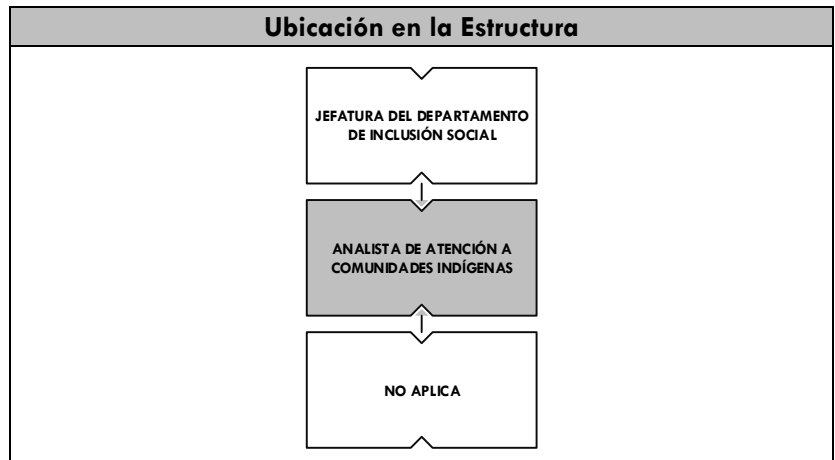 Ubicación en la Estructura
JEFATURA DEL DEPARTAMENTO
DE INCLUSIÓN SOCIAL
ANALISTA DE ATENCIÓN A
COMUNIDADES INDÍGENAS
NO APLICA